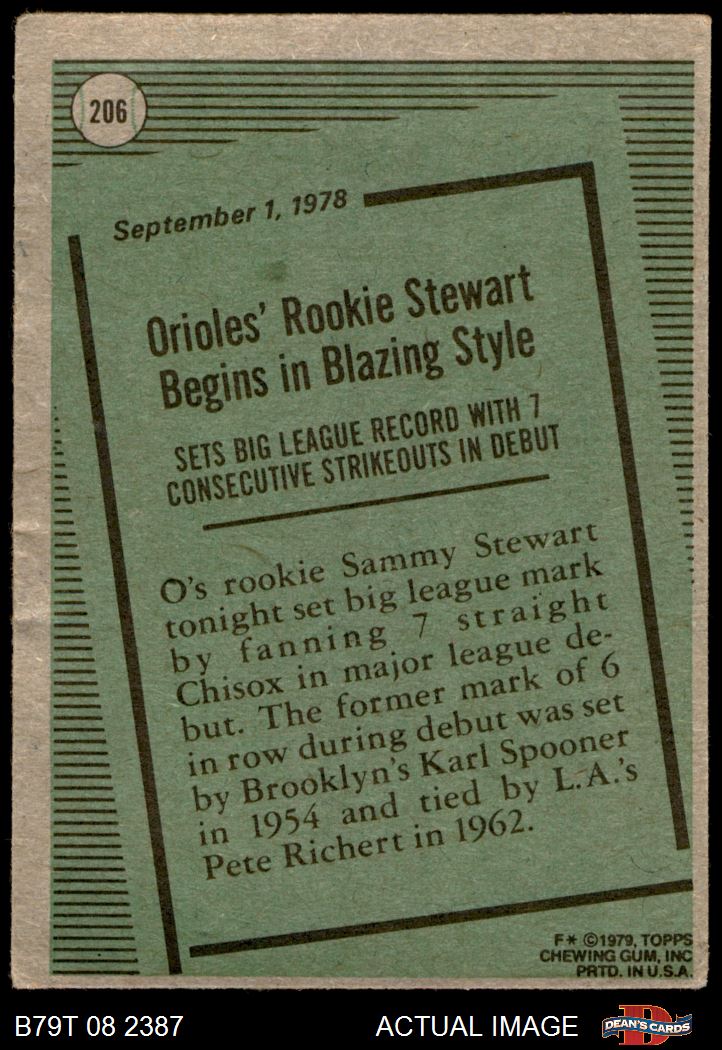 206
September 1, 1978
Orioles' Rookie Stewart
Begins in Blazing Style
SETS BIG LEAGUE RECORD WITH 7
CONSECUTIVE STRIKEOUTS IN DEBUT
O's rookie Sammy Stewart
tonight set big league mark
by fanning 7 straight
Chisox in major league de-
but. The former mark of 6
in row during debut was set
by Brooklyn's Karl Spooner
in 1954 and tied by L.A.'s
Pete Richert in 1962.
F* ©1979, TOPPS
CHEWING GUM, INC
PRTD. IN U.S.A.
B79T 08 2387 ACTUAL IMAGE D DEAN'S CARDS